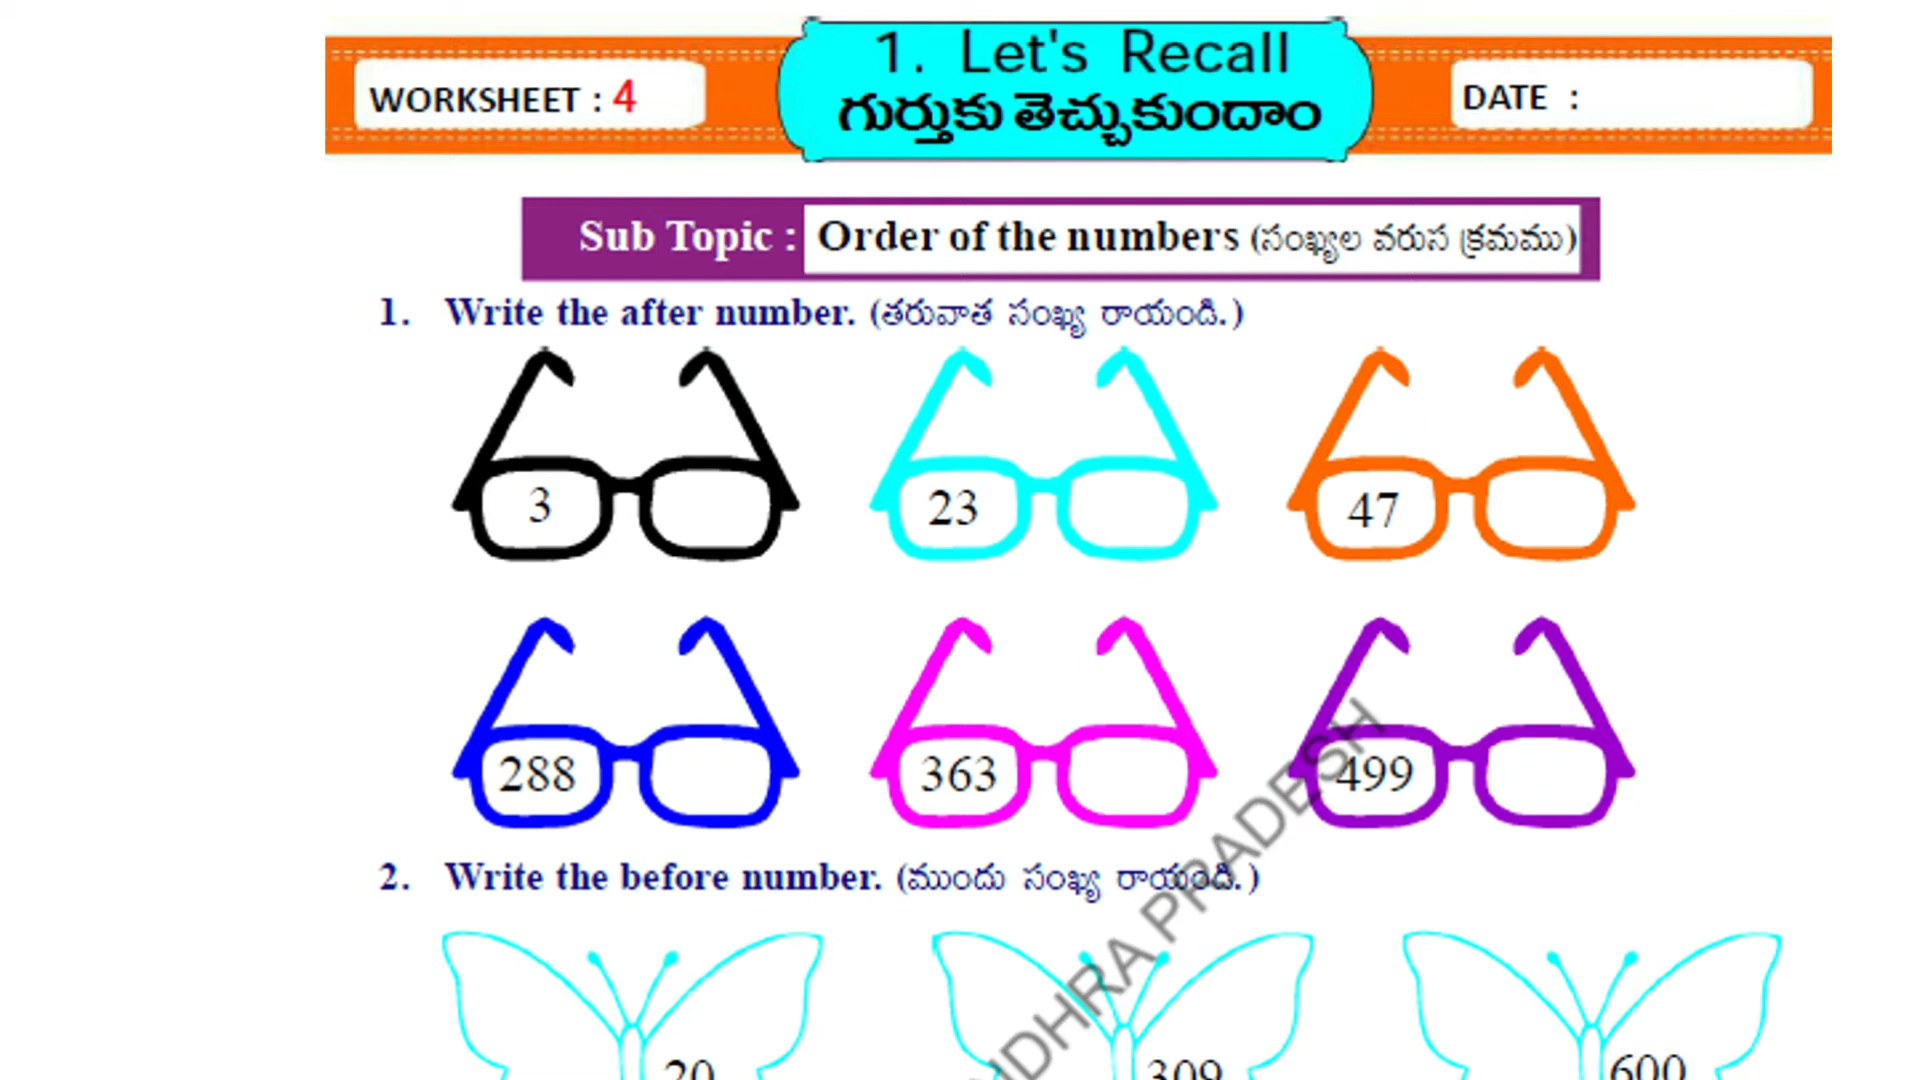 WORKSHEET : 4
1. Let's Recall
గుర్తుకు తెచ్చుకుందాం
DATE :
Sub Topic : Order of the numbers (సంఖ్యల వరుస క్రమము)
1. Write the after number. (తరువాత సంఖ్య రాయండి.)
3 23 47
288 363 499
2. Write the before number. (ముందు సంఖ్య రాయండి.)
20 309 600
NDHRA PRADESH